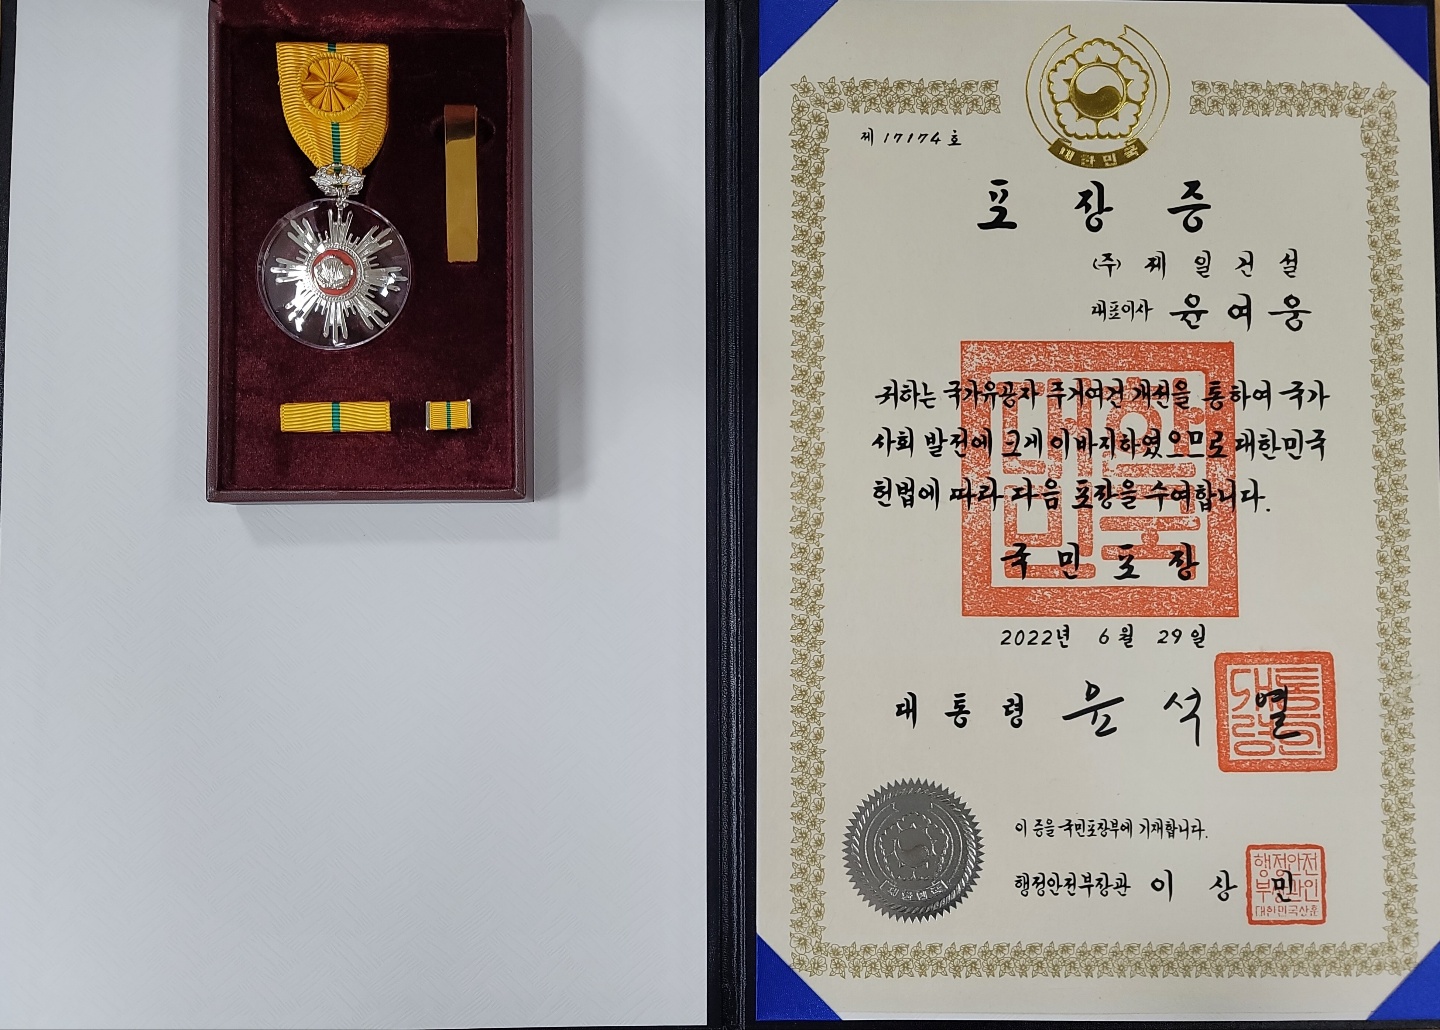 대한민국
제 17174 호
포장증
(주) 제일건설
대표이사 윤여웅
귀하는 국가유공자 주거여건 개선을 통하여 국가
사회 발전에 크게 이바지하였으므로 대한민국
헌법에 따라 다음 포장을 수여합니다.
국민포장
2022년 6월 29일
대통령 윤석열
이 증을 국민포장부에 기재합니다.
행정안전부장관 이상민